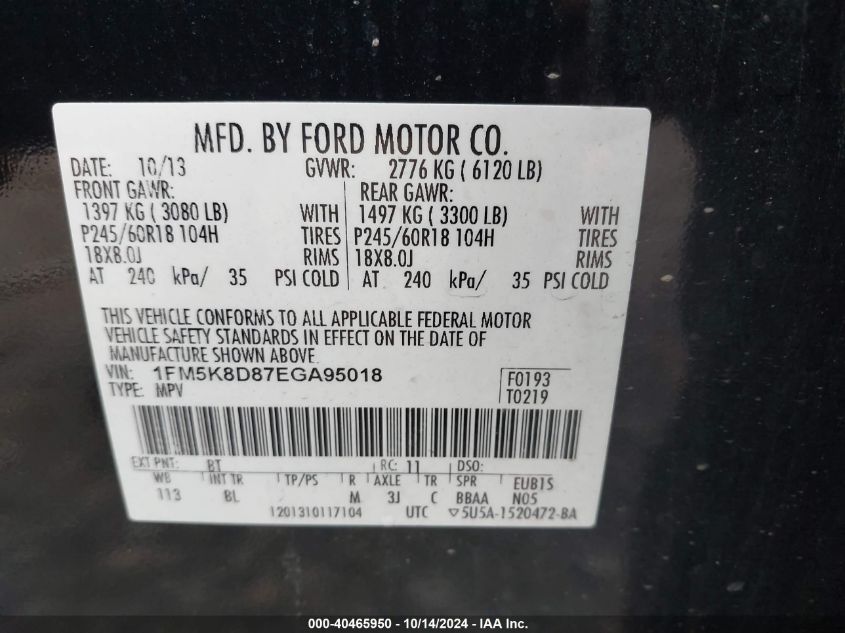 MFD. BY FORD MOTOR CO.
DATE: 10/13 GVWR: 2776 KG ( 6120 LB)
FRONT GAWR: REAR GAWR:
1397 KG ( 3080 LB) WITH 1497 KG ( 3300 LB) WITH
P245/60R18 104H TIRES P245/60R18 104H TIRES
18X8.0J RIMS 18X8.0J RIMS
AT 240 kPa/ 35 PSI COLD AT 240 kPa/ 35 PSI COLD
THIS VEHICLE CONFORMS TO ALL APPLICABLE FEDERAL MOTOR
VEHICLE SAFETY STANDARDS IN EFFECT ON THE DATE OF
MANUFACTURE SHOWN ABOVE.
VIN: 1FM5K8D87EGA95018 F0193
TYPE: MPV T0219
EXT PNT: BT RC: 11 DSO:
WB INT TR TP/PS R AXLE TR SPR EUB1S
113 BL M 3J C BBAA N05
1201310117104 UTC ▽5U5A-1520472-BA
000-40465950 - 10/14/2024 - IAA Inc.